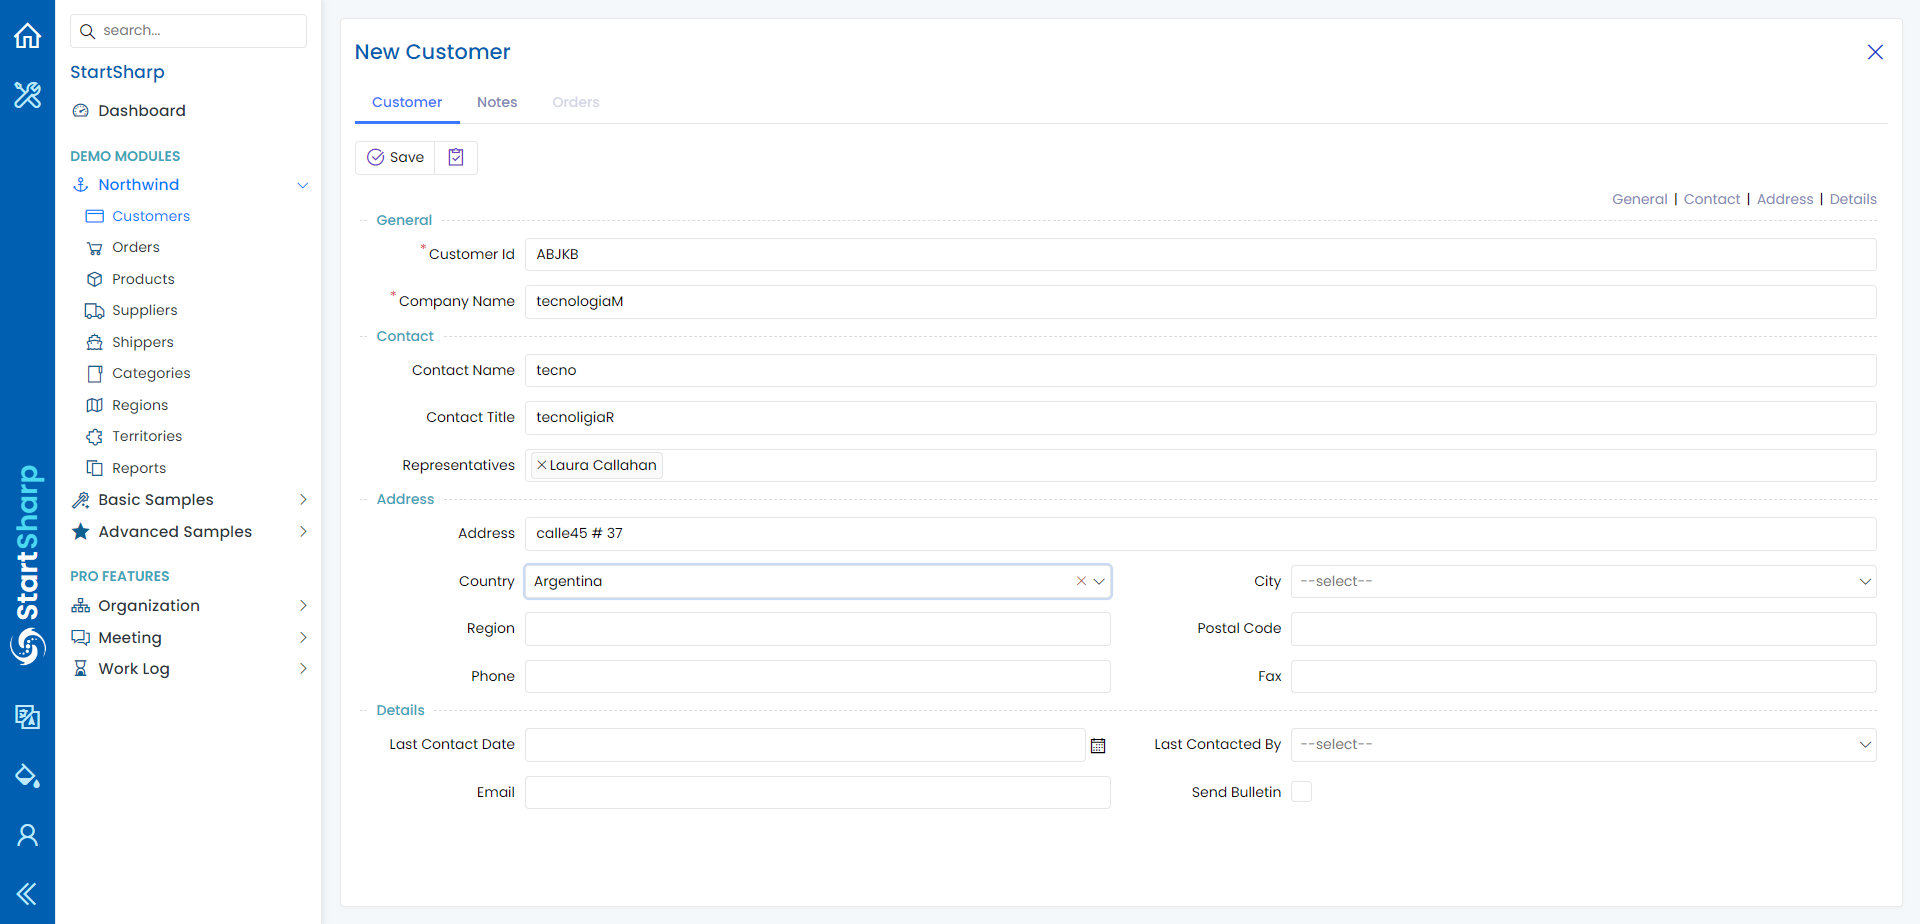 search...
StartSharp
Dashboard
DEMO MODULES
Northwind
Customers
Orders
Products
Suppliers
Shippers
Categories
Regions
Territories
Reports
Basic Samples
Advanced Samples
PRO FEATURES
Organization
Meeting
Work Log
StartSharp
New Customer
Customer Notes Orders
Save
General | Contact | Address | Details
General
* Customer Id ABJKB
* Company Name tecnologiaM
Contact
Contact Name tecno
Contact Title tecnoligiaR
Representatives Laura Callahan
Address
Address calle45 # 37
Country Argentina City --select--
Region Postal Code
Phone Fax
Details
Last Contact Date Last Contacted By --select--
Email Send Bulletin